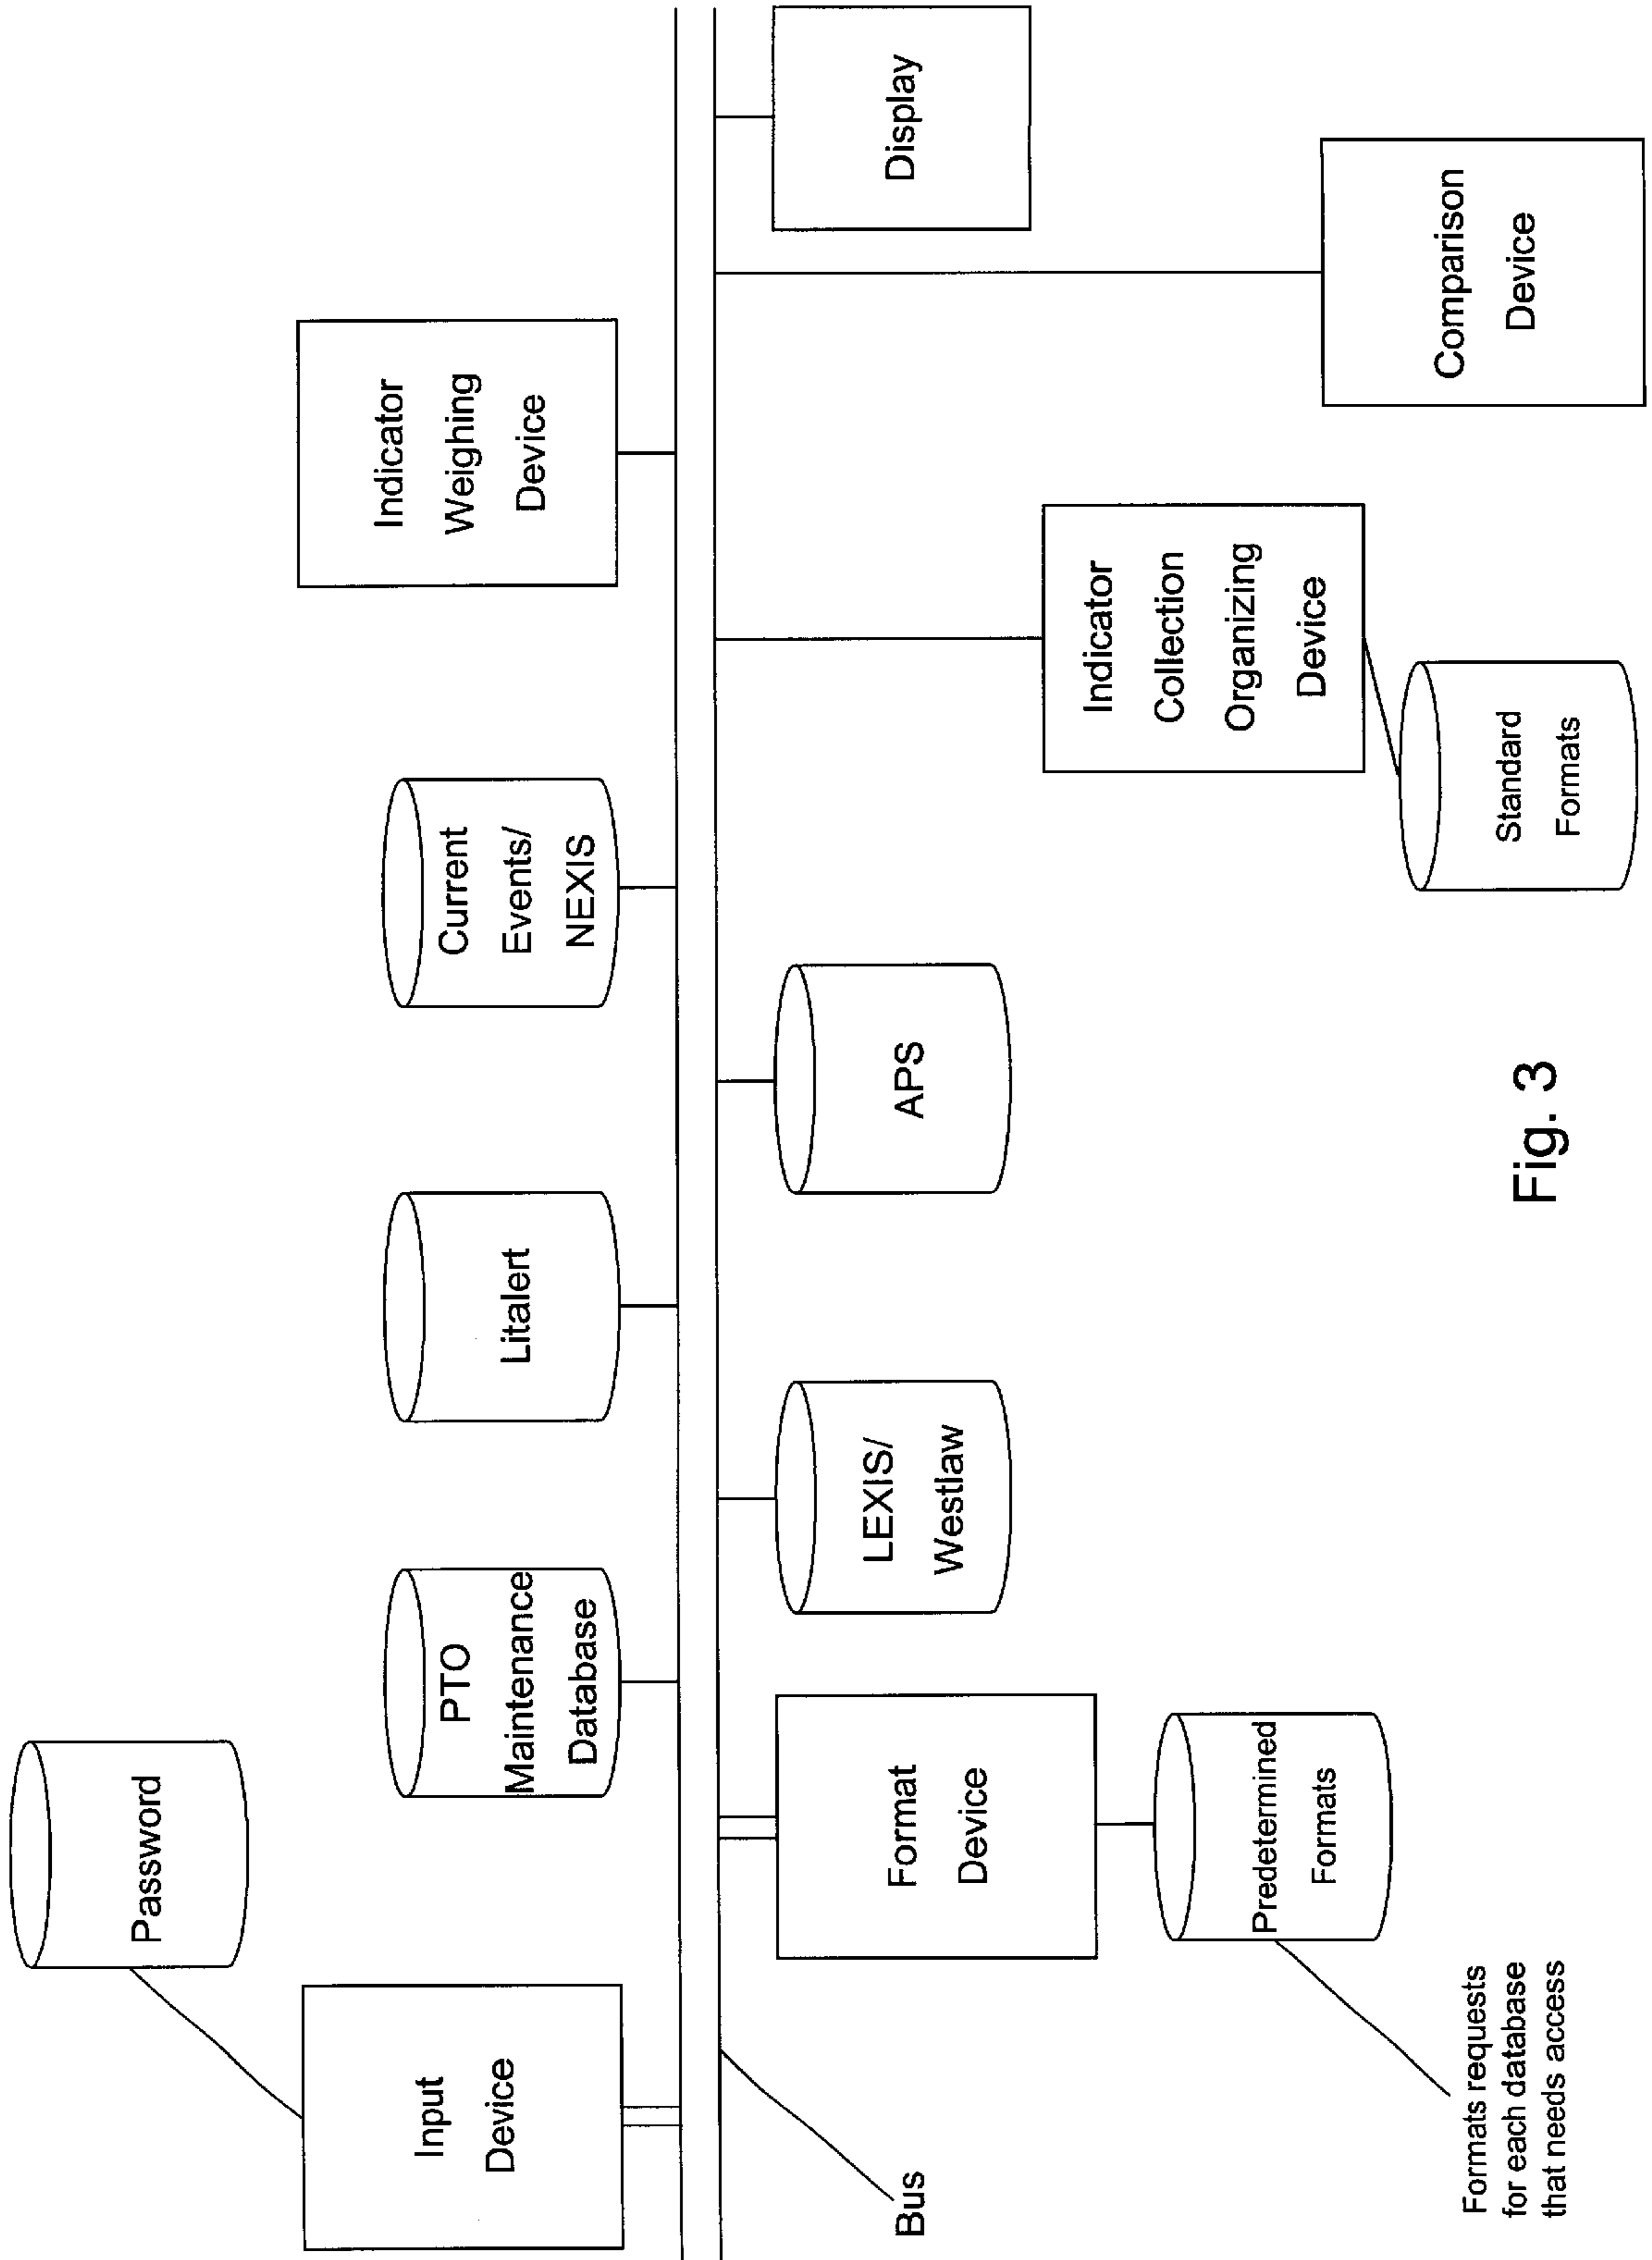 Password
Input
Device
PTO
Maintenance
Database
Litalert
Current
Events/
NEXIS
Indicator
Weighing
Device
Bus
Format
Device
LEXIS/
Westlaw
APS
Display
Predetermined
Formats
Indicator
Collection
Organizing
Device
Comparison
Device
Standard
Formats
Formats requests
for each database
that needs access
Fig. 3